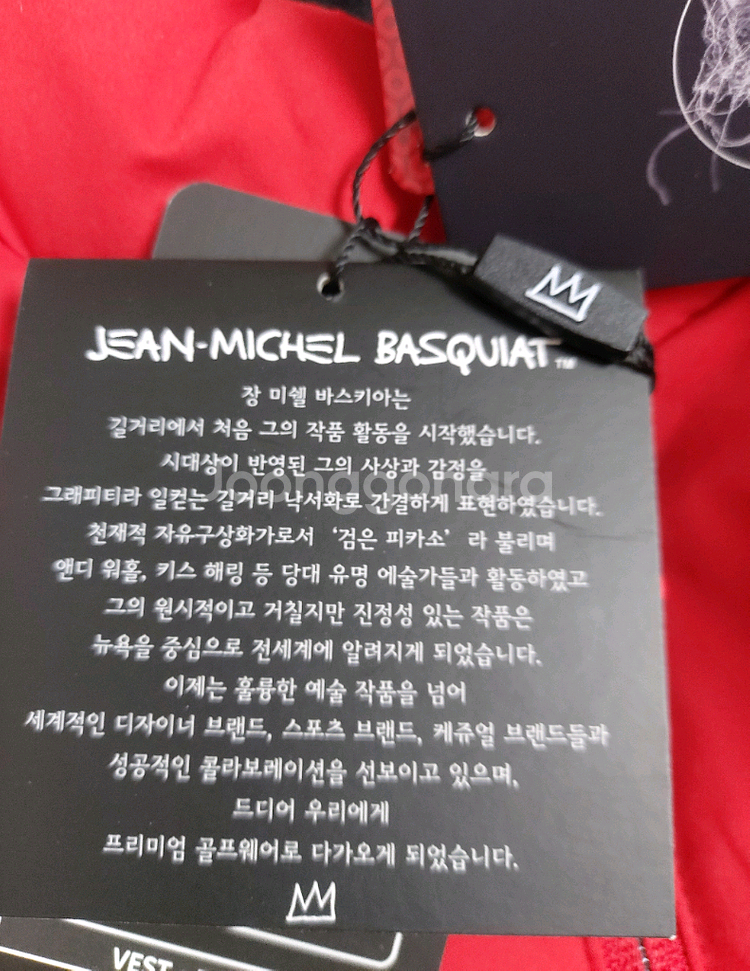 JEAN-MICHEL BASQUIAT™
장 미쉘 바스키아는
길거리에서 처음 그의 작품 활동을 시작했습니다.
시대상이 반영된 그의 사상과 감정을
그래피티라 일컫는 길거리 낙서화로 간결하게 표현하였습니다.
천재적 자유구상화가로서 '검은 피카소' 라 불리며
앤디 워홀, 키스 해링 등 당대 유명 예술가들과 활동하였고
그의 원시적이고 거칠지만 진정성 있는 작품은
뉴욕을 중심으로 전세계에 알려지게 되었습니다.
이제는 훌륭한 예술 작품을 넘어
세계적인 디자이너 브랜드, 스포츠 브랜드, 케쥬얼 브랜드들과
성공적인 콜라보레이션을 선보이고 있으며,
드디어 우리에게
프리미엄 골프웨어로 다가오게 되었습니다.
VEST
Joonggonara